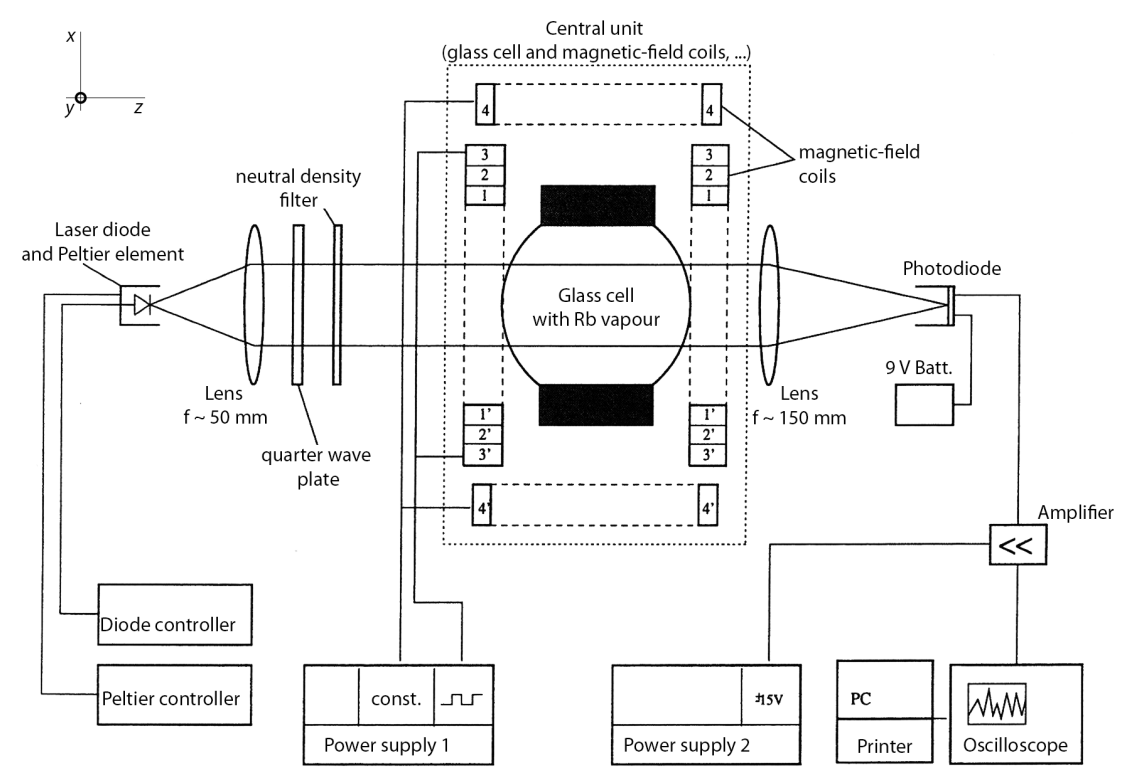 Central unit
(glass cell and magnetic-field coils, ...)
x
y
z
4
4
magnetic-field
coils
3
3
2
2
1
1
neutral density
filter
Laser diode
and Peltier element
Photodiode
Glass cell
with Rb vapour
9 V Batt.
Lens
f ~ 50 mm
Lens
f ~ 150 mm
1'
1'
2'
2'
3'
3'
quarter wave
plate
4'
4'
Amplifier
<<
Diode controller
Peltier controller
const.
Power supply 1
±15V
Power supply 2
PC
Printer
Oscilloscope